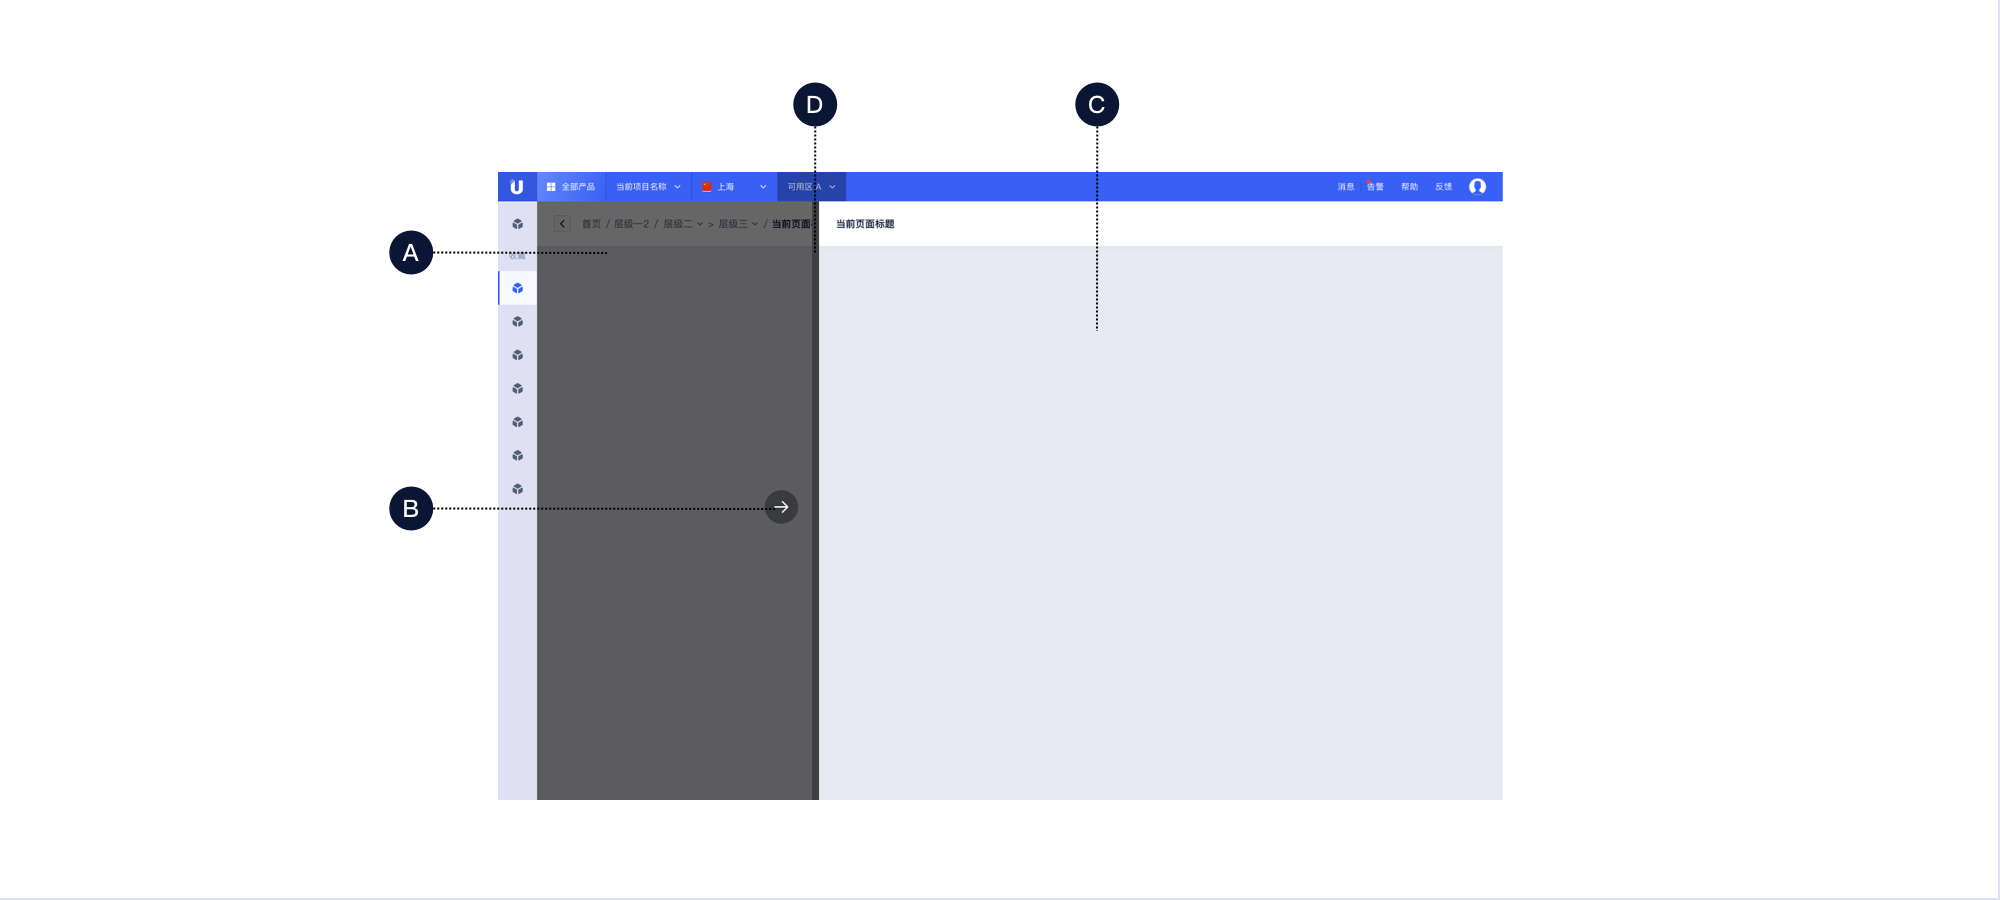 D
C
U 全部产品 当前项目名称 上海 可用区 A 消息 告警 帮助 反馈
首页 / 层级一2 / 层级二 > 层级三 / 当前页面
当前页面标题
A
收藏
B